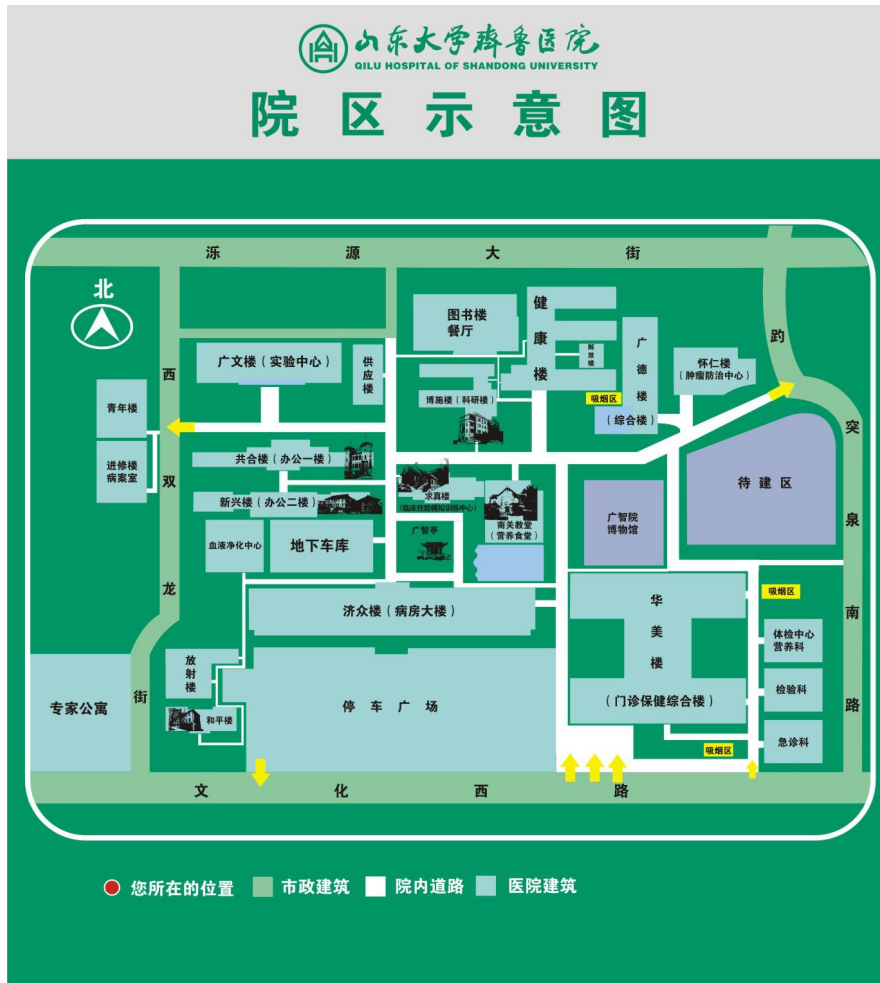 山东大学齐鲁医院
QILU HOSPITAL OF SHANDONG UNIVERSITY
院区示意图
泺源大街
北
西双龙街
趵突泉南路
文化西路
图书楼
餐厅
健康楼
解放楼
广德楼
(综合楼)
怀仁楼
(肿瘤防治中心)
广文楼(实验中心)
供应楼
博施楼(科研楼)
吸烟区
青年楼
进修楼
病案室
共合楼(办公一楼)
新兴楼(办公二楼)
求真楼
(临床技能模拟训练中心)
南关教堂
(营养食堂)
广智亭
广智院
博物馆
待建区
血液净化中心
地下车库
济众楼(病房大楼)
华美楼
(门诊保健综合楼)
吸烟区
体检中心
营养科
检验科
急诊科
吸烟区
放射楼
和平楼
专家公寓
停车广场
您所在的位置
市政建筑
院内道路
医院建筑